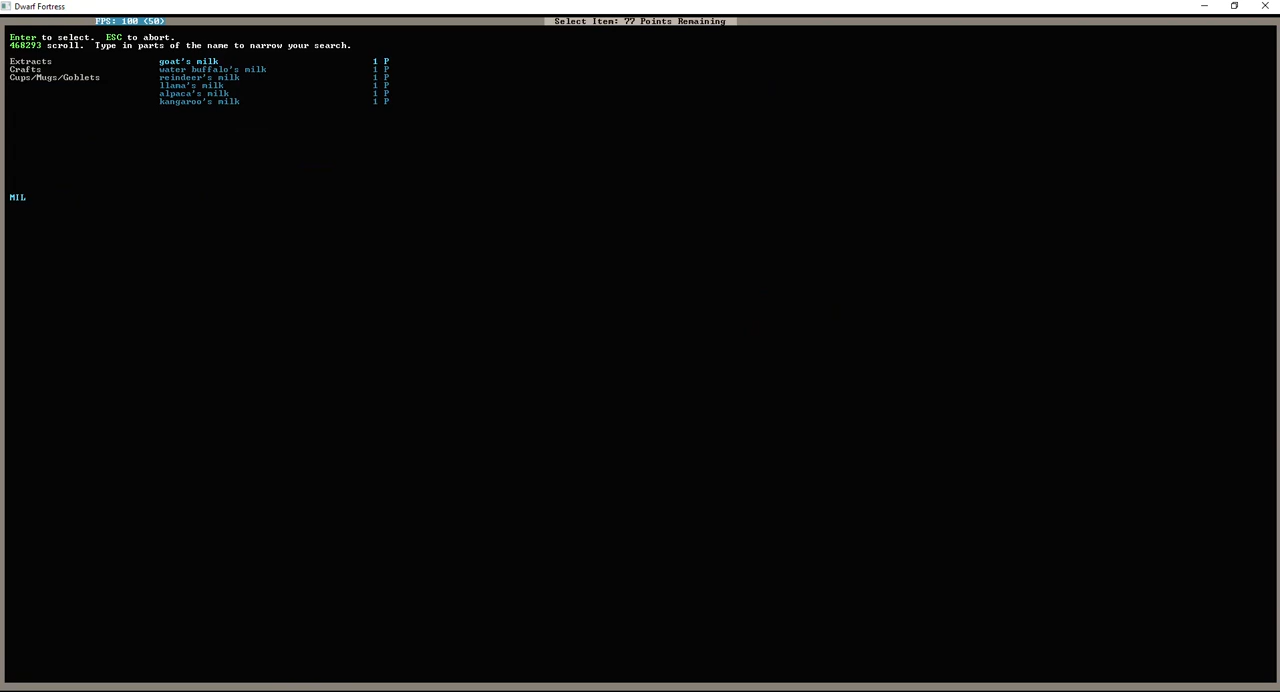 Dwarf Fortress
FPS: 100 (50)
Select Item: 77 Points Remaining
Enter to select. ESC to abort.
468293 scroll. Type in parts of the name to narrow your search.
Extracts goat's milk 1 P
Crafts water buffalo's milk 1 P
Cups/Mugs/Goblets reindeer's milk 1 P
llama's milk 1 P
alpaca's milk 1 P
kangaroo's milk 1 P
MIL